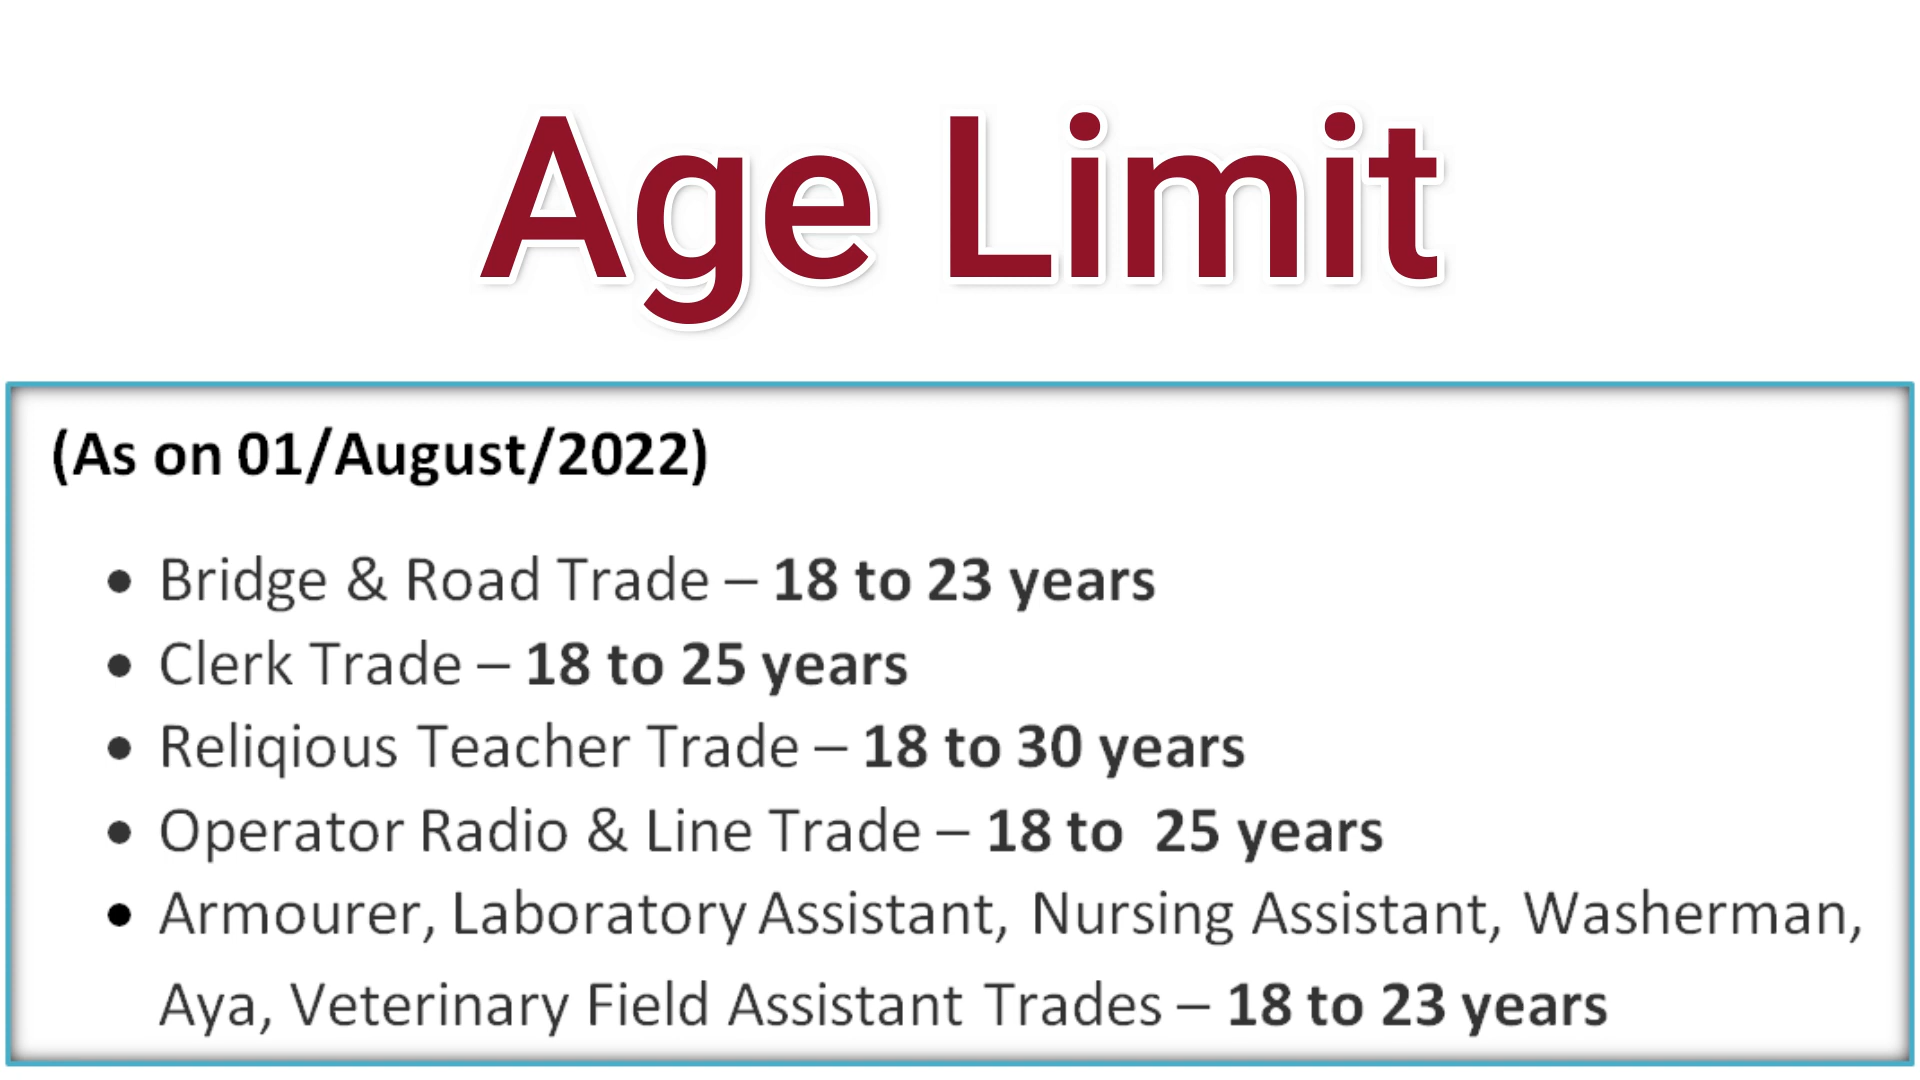 Age Limit
(As on 01/August/2022)
• Bridge & Road Trade – 18 to 23 years
• Clerk Trade – 18 to 25 years
• Reliqious Teacher Trade – 18 to 30 years
• Operator Radio & Line Trade – 18 to 25 years
• Armourer, Laboratory Assistant, Nursing Assistant, Washerman,
Aya, Veterinary Field Assistant Trades – 18 to 23 years